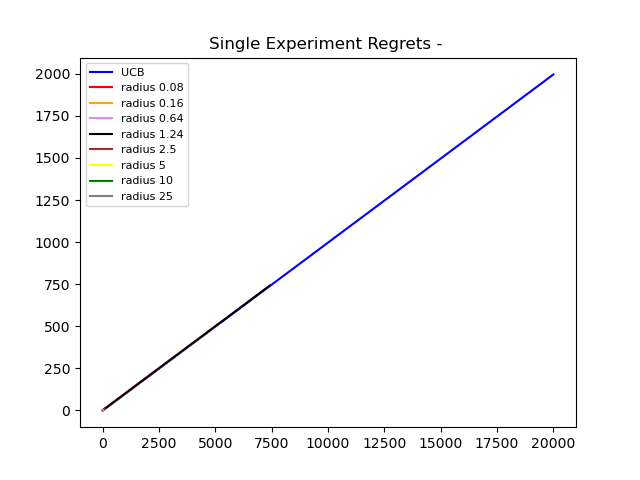 Single Experiment Regrets -
2000
1750
1500
1250
1000
750
500
250
0
UCB
radius 0.08
radius 0.16
radius 0.64
radius 1.24
radius 2.5
radius 5
radius 10
radius 25
0 2500 5000 7500 10000 12500 15000 17500 20000